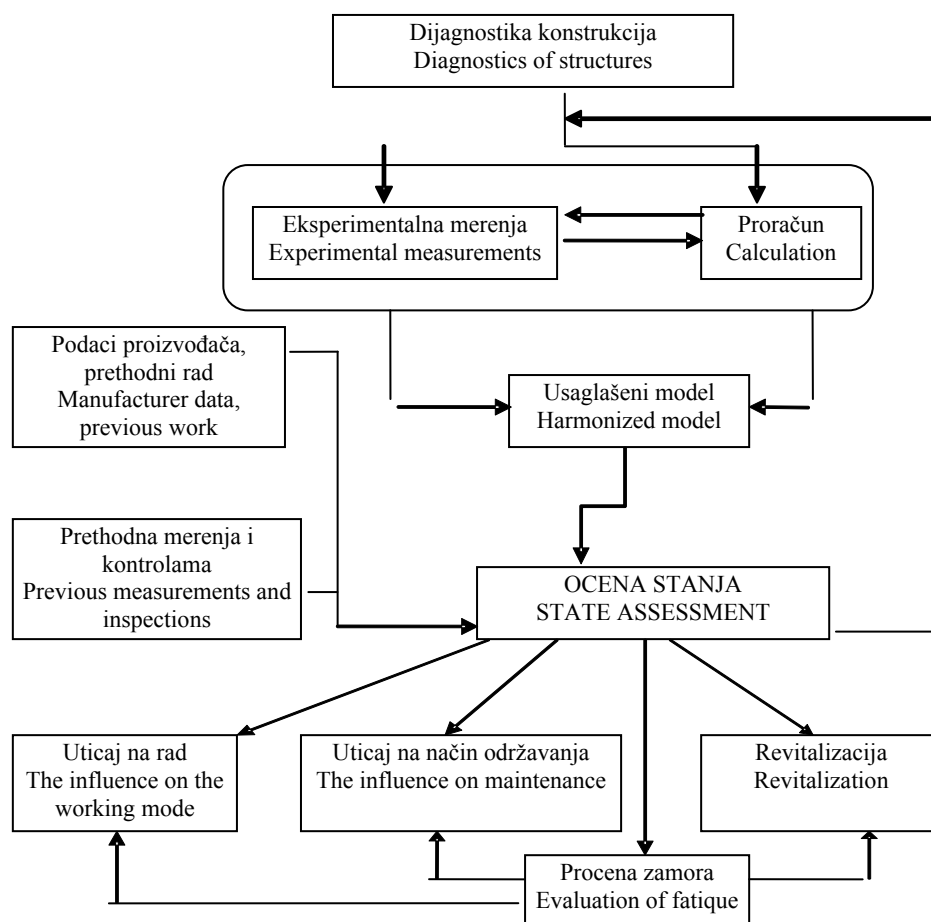 Dijagnostika konstrukcija
Diagnostics of structures
Eksperimentalna merenja
Experimental measurements
Proračun
Calculation
Podaci proizvođača,
prethodni rad
Manufacturer data,
previous work
Usaglašeni model
Harmonized model
Prethodna merenja i
kontrolama
Previous measurements and
inspections
OCENA STANJA
STATE ASSESSMENT
Uticaj na rad
The influence on the
working mode
Uticaj na način održavanja
The influence on maintenance
Revitalizacija
Revitalization
Procena zamora
Evaluation of fatique